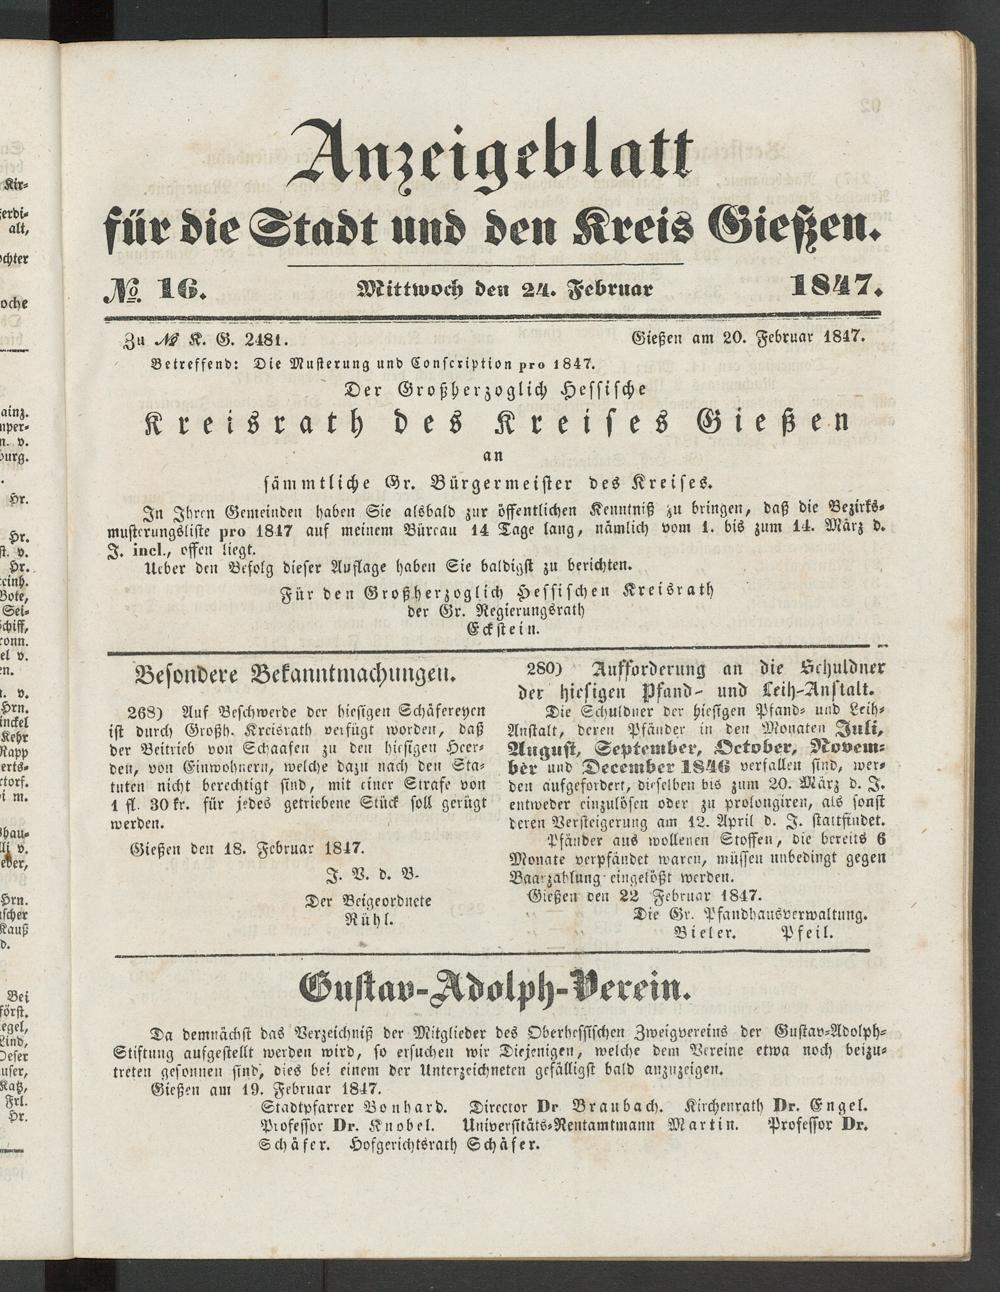 Anzeigeblatt
für die Stadt und den Kreis Gießen.
№ 16. Mittwoch den 24. Februar 1847.
Zu № K. G. 2481. Gießen am 20. Februar 1847.
Betreffend: Die Musterung und Conscription pro 1847.
Der Großherzoglich Hessische
Kreisrath des Kreises Gießen
an
sämmtliche Gr. Bürgermeister des Kreises.
In Ihren Gemeinden haben Sie alsbald zur öffentlichen Kenntniß zu bringen, daß die Bezirks-
musterungsliste pro 1847 auf meinem Büreau 14 Tage lang, nämlich vom 1. bis zum 14. März d.
J. incl., offen liegt.
Ueber den Befolg dieser Auflage haben Sie baldigst zu berichten.
Für den Großherzoglich Hessischen Kreisrath
der Gr. Regierungsrath
Eckstein.
Besondere Bekanntmachungen.
268) Auf Beschwerde der hiesigen Schäfereyen
ist durch Großh. Kreisrath verfügt worden, daß
der Beitrieb von Schaafen zu den hiesigen Heer-
den, von Einwohnern, welche dazu nach den Sta-
tuten nicht berechtigt sind, mit einer Strafe von
1 fl. 30 kr. für jedes getriebene Stück soll gerügt
werden.
Gießen den 18. Februar 1847.
J. V. d. B.
Der Beigeordnete
Rühl.
280) Aufforderung an die Schuldner
der hiesigen Pfand- und Leih-Anstalt.
Die Schuldner der hiesigen Pfand- und Leih-
Anstalt, deren Pfänder in den Monaten Juli,
August, September, October, Novem-
ber und December 1846 verfallen sind, wer-
den aufgefordert, dieselben bis zum 20. März d. J.
entweder einzulösen oder zu prolongiren, als sonst
deren Versteigerung am 12. April d. J. stattfindet.
Pfänder aus wollenen Stoffen, die bereits 6
Monate verpfändet waren, müssen unbedingt gegen
Baarzahlung eingelößt werden.
Gießen den 22 Februar 1847.
Die Gr. Pfandhausverwaltung.
Bieler. Pfeil.
Gustav-Adolph-Verein.
Da demnächst das Verzeichniß der Mitglieder des Oberhessischen Zweigvereins der Gustav-Adolph-
Stiftung aufgestellt werden wird, so ersuchen wir Diejenigen, welche dem Vereine etwa noch beizu-
treten gesonnen sind, dies bei einem der Unterzeichneten gefälligst bald anzuzeigen.
Gießen am 19. Februar 1847.
Stadtpfarrer Bonhard. Director Dr Braubach. Kirchenrath Dr. Engel.
Professor Dr. Knobel. Universitäts-Rentamtmann Martin. Professor Dr.
Schäfer. Hofgerichtsrath Schäfer.